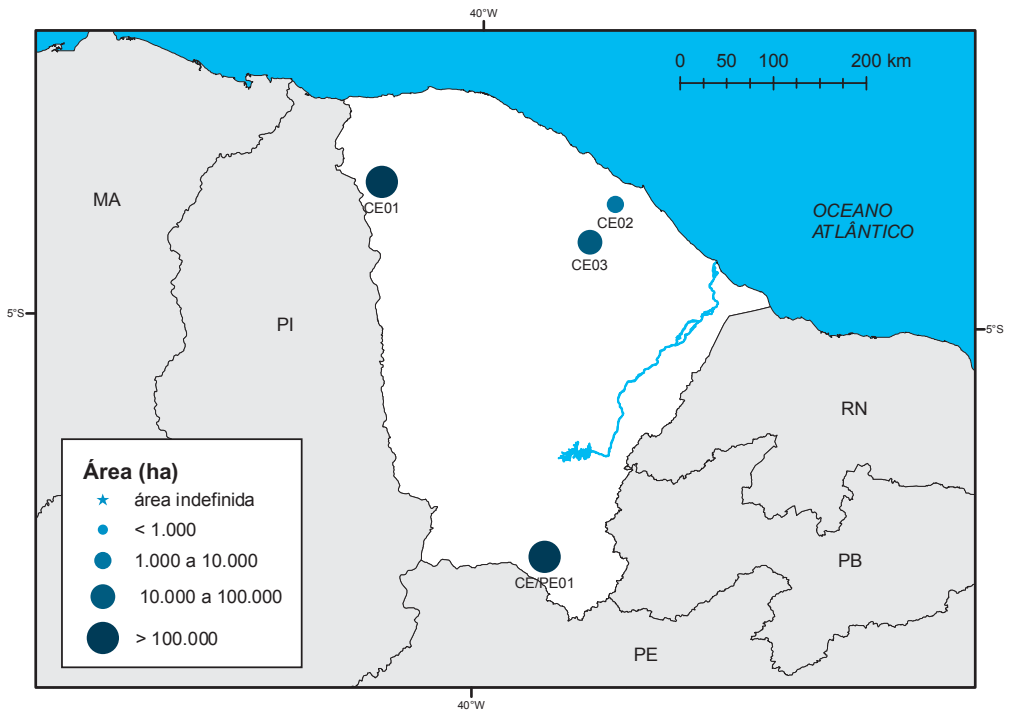 40°W
0 50 100 200 km
MA
CE01
CE02
OCEANO
ATLÂNTICO
CE03
5°S
PI
5°S
RN
Área (ha)
área indefinida
< 1.000
1.000 a 10.000
10.000 a 100.000
> 100.000
CE/PE01
PB
PE
40°W